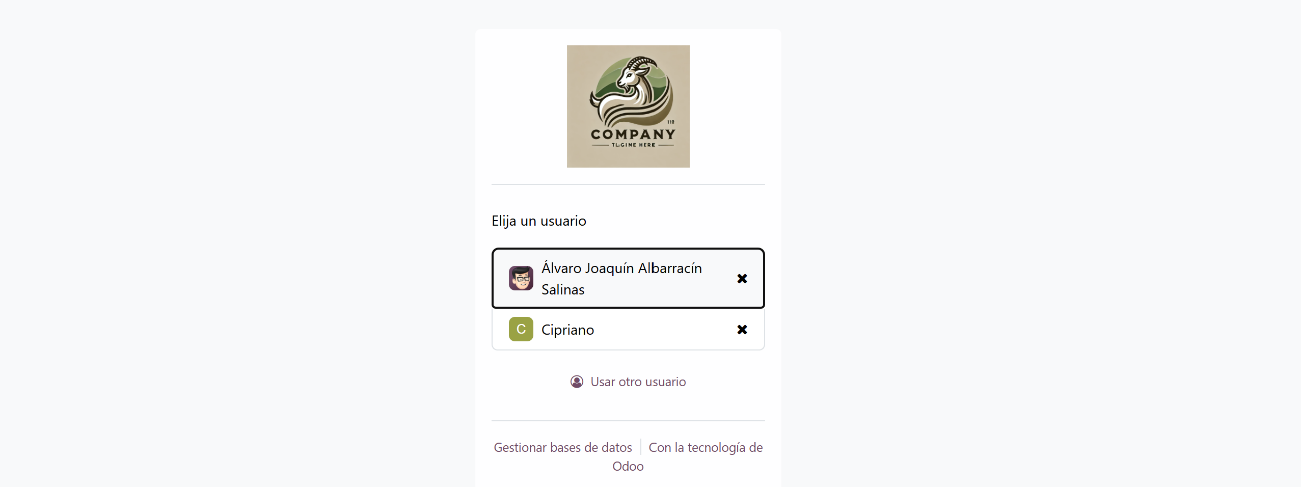 COMPANY
Elija un usuario
Álvaro Joaquín Albarracín
Salinas
C Cipriano
Usar otro usuario
Gestionar bases de datos Con la tecnología de
Odoo